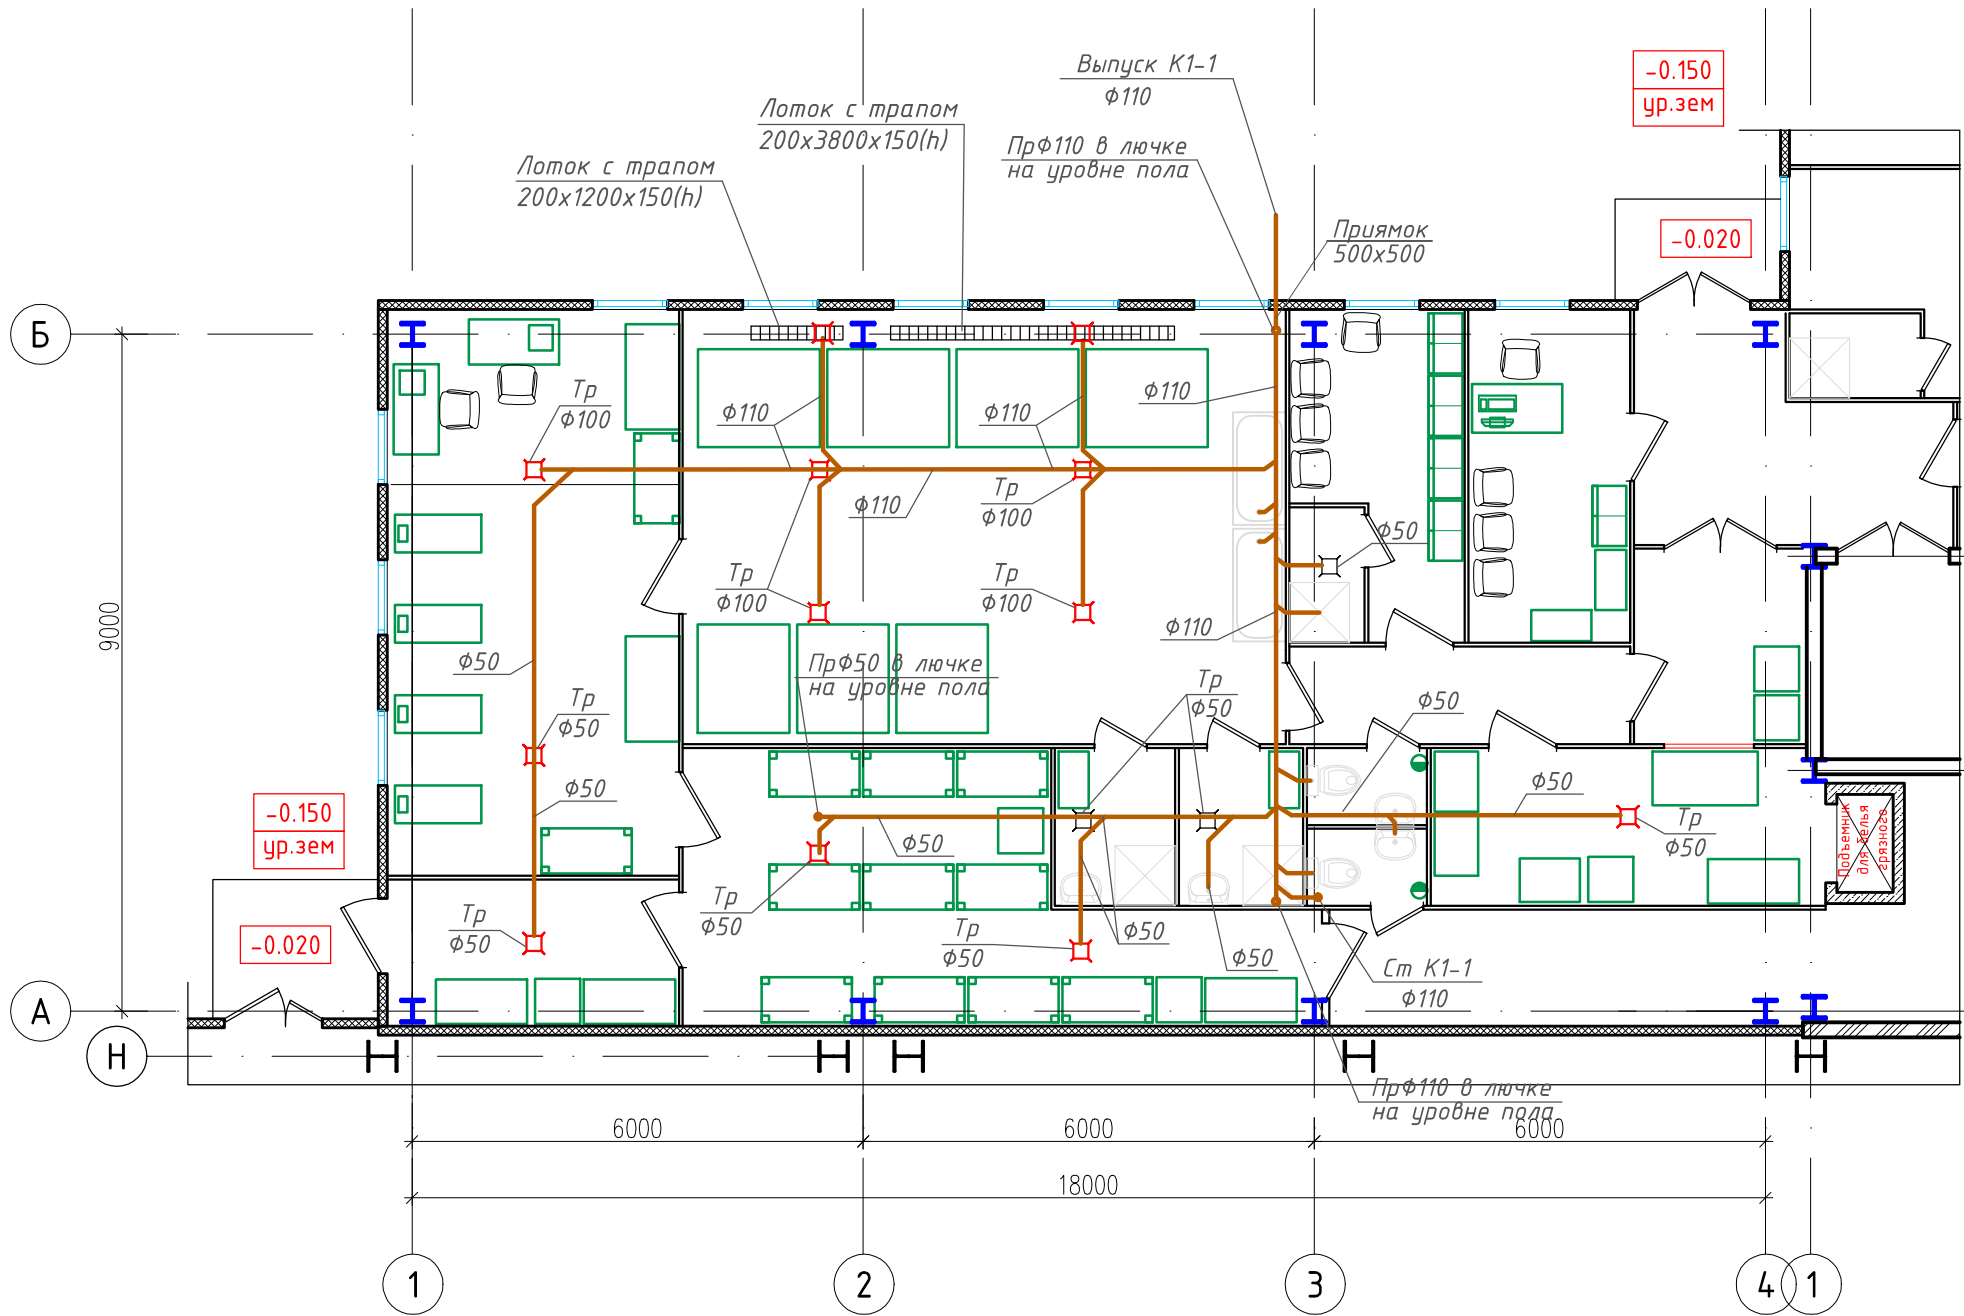 Выпуск К1-1
Ф110
-0.150
ур.зем
Лоток с трапом
200х3800х150(h)
ПрФ110 в лючке
на уровне пола
Лоток с трапом
200х1200х150(h)
Приямок
500х500
-0.020
Б
Тр
Ф100
Ф110
Ф110
Ф110
Тр
Ф100
Ф110
Ф50
Тр
Ф100
Тр
Ф100
9000
Ф110
Ф50
ПрФ50 в лючке
на уровне пола
Тр
Ф50
Тр
Ф50
Ф50
Ф50
Ф50
-0.150
ур.зем
Ф50
Тр
Ф50
Подъемник
для белья
грязного
Тр
Ф50
Тр
Ф50
Тр
Ф50
Ф50
Ф50
-0.020
Ст К1-1
Ф110
А
Н
ПрФ110 в лючке
на уровне пола
6000
6000
6000
18000
1
2
3
4
1